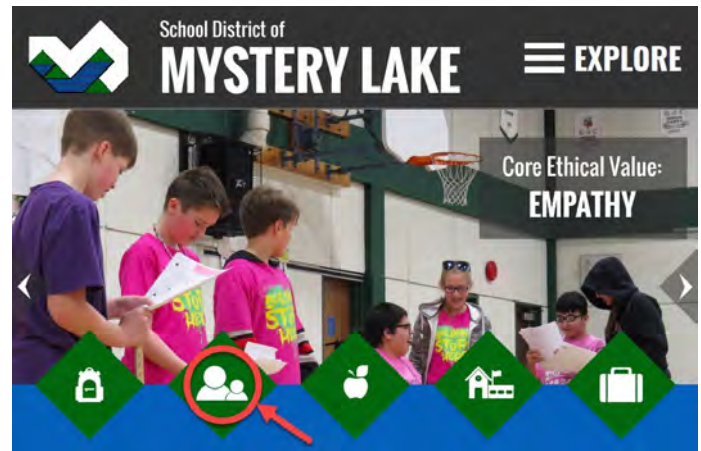 School District of
MYSTERY LAKE
EXPLORE
Core Ethical Value:
EMPATHY